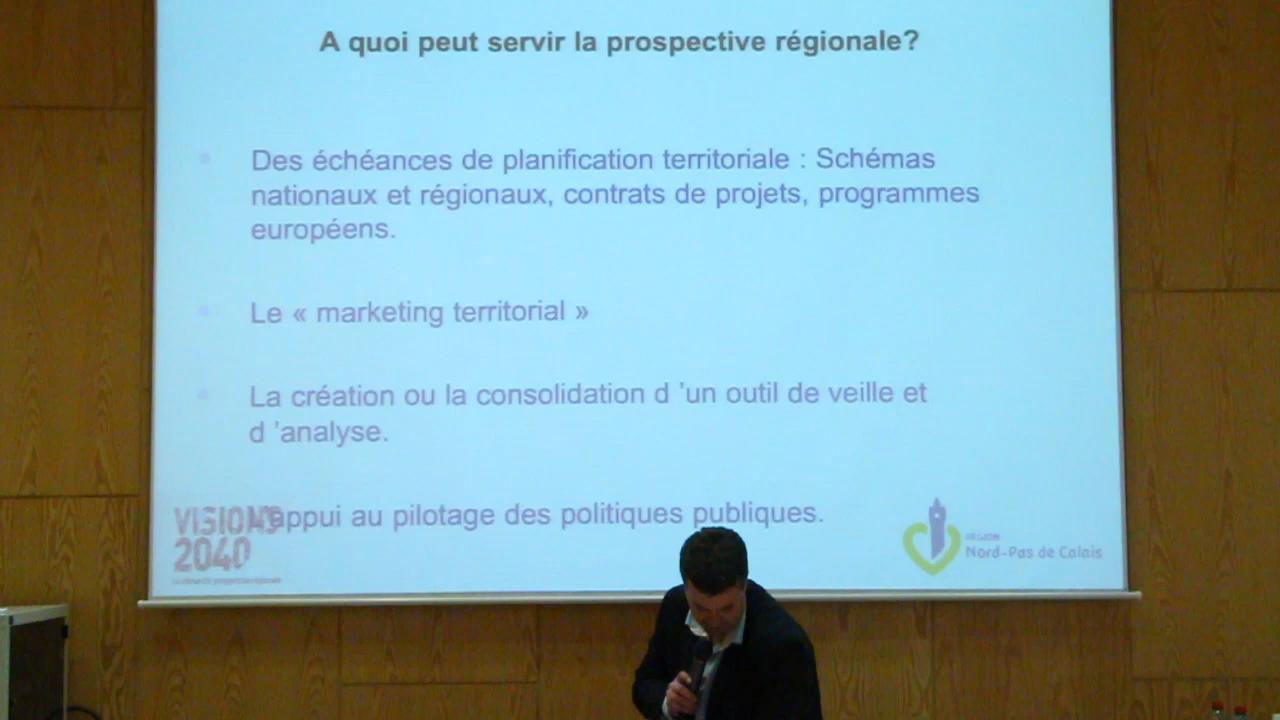 A quoi peut servir la prospective régionale?
Des échéances de planification territoriale : Schémas
nationaux et régionaux, contrats de projets, programmes
européens.
Le « marketing territorial »
La création ou la consolidation d 'un outil de veille et
d 'analyse.
appui au pilotage des politiques publiques.
VISIONS
2040
RÉGION
Nord-Pas de Calais